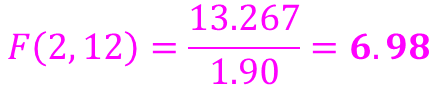 F(2, 12) = 13.267 / 1.90 = 6.98